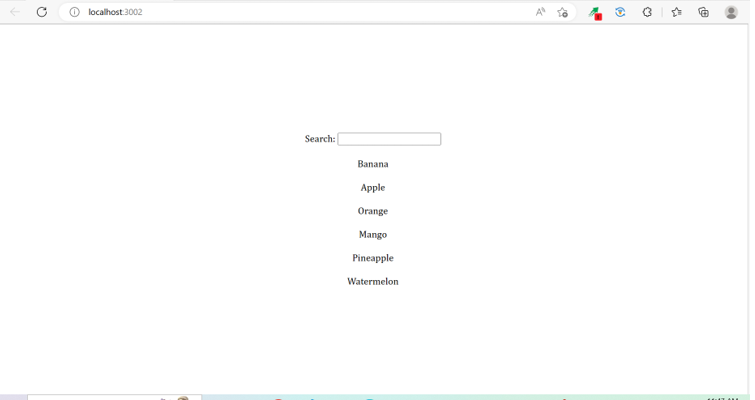 localhost:3002
Search:
Banana
Apple
Orange
Mango
Pineapple
Watermelon